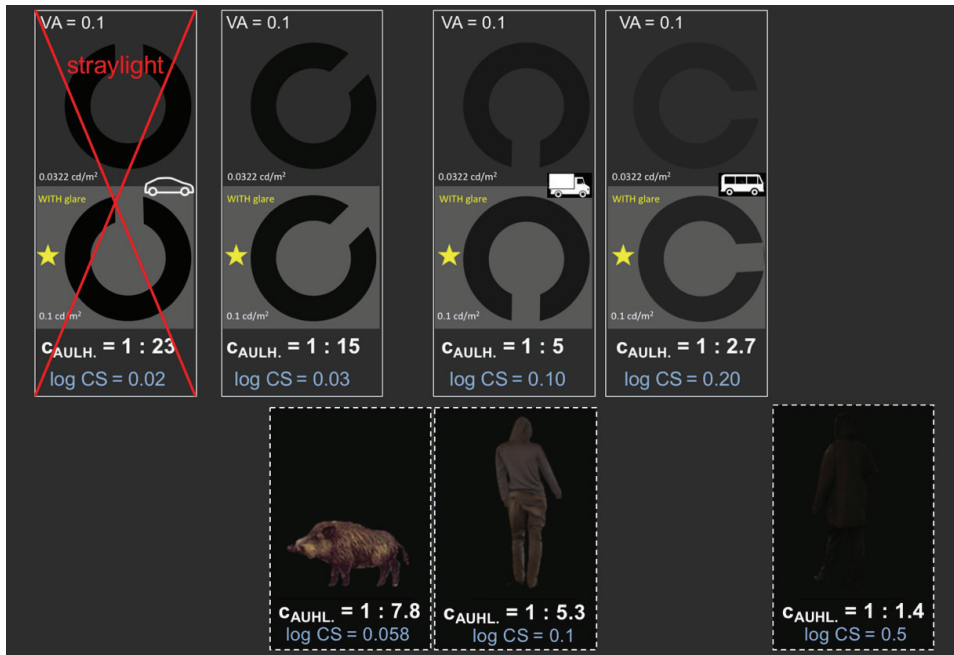 VA = 0.1
straylight
0.0322 cd/m²
WITH glare
0.1 cd/m²
cAULH. = 1 : 23
log CS = 0.02
VA = 0.1
0.0322 cd/m²
WITH glare
0.1 cd/m²
cAULH. = 1 : 15
log CS = 0.03
VA = 0.1
0.0322 cd/m²
WITH glare
0.1 cd/m²
cAULH. = 1 : 5
log CS = 0.10
VA = 0.1
0.0322 cd/m²
WITH glare
0.1 cd/m²
cAULH. = 1 : 2.7
log CS = 0.20
cAUHL. = 1 : 7.8
log CS = 0.058
cAUHL. = 1 : 5.3
log CS = 0.1
cAUHL. = 1 : 1.4
log CS = 0.5